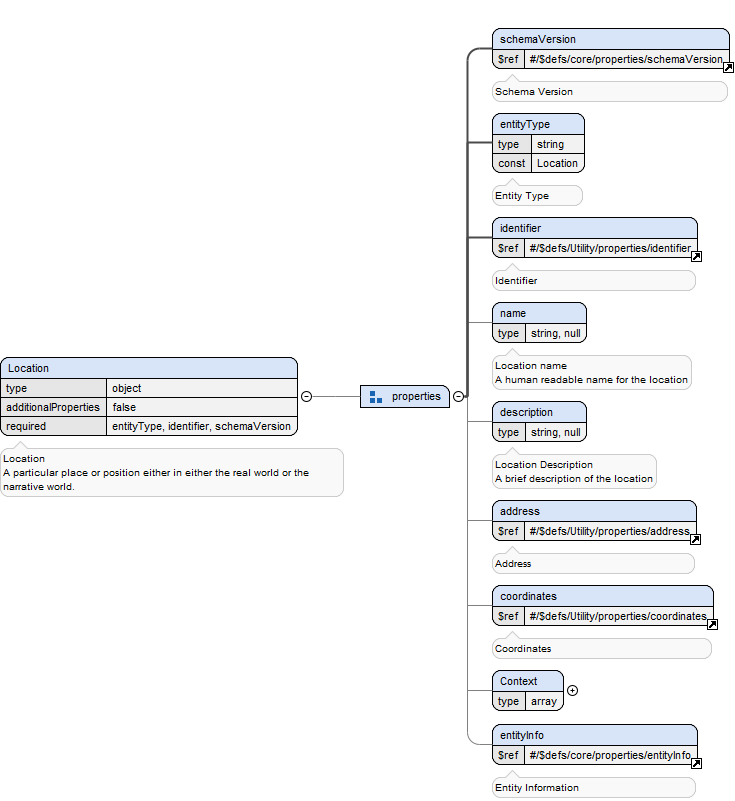 Location
type object
additionalProperties false
required entityType, identifier, schemaVersion
Location
A particular place or position either in either the real world or the
narrative world.
properties
schemaVersion
$ref #/$defs/core/properties/schemaVersion
Schema Version
entityType
type string
const Location
Entity Type
identifier
$ref #/$defs/Utility/properties/identifier
Identifier
name
type string, null
Location name
A human readable name for the location
description
type string, null
Location Description
A brief description of the location
address
$ref #/$defs/Utility/properties/address
Address
coordinates
$ref #/$defs/Utility/properties/coordinates
Coordinates
Context
type array
entityInfo
$ref #/$defs/core/properties/entityInfo
Entity Information